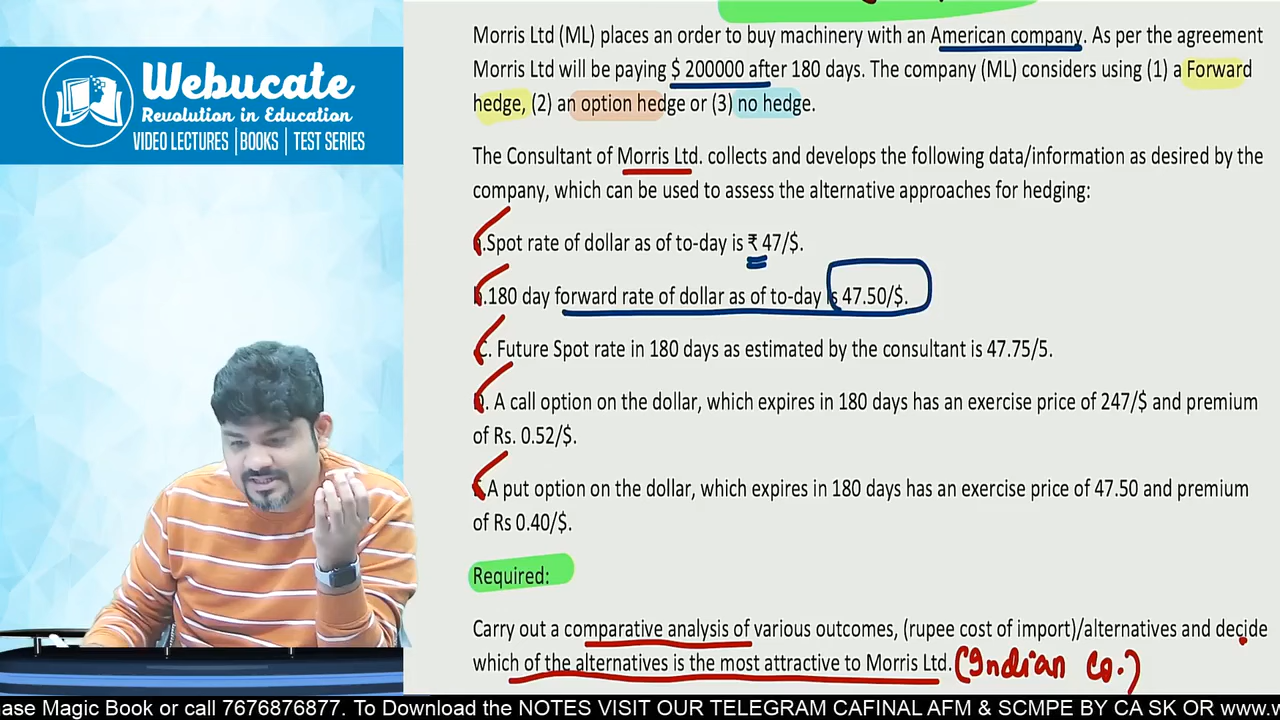 Webucate
Revolution in Education
VIDEO LECTURES |BOOKS | TEST SERIES
Morris Ltd (ML) places an order to buy machinery with an American company. As per the agreement
Morris Ltd will be paying $ 200000 after 180 days. The company (ML) considers using (1) a Forward
hedge, (2) an option hedge or (3) no hedge.
The Consultant of Morris Ltd. collects and develops the following data/information as desired by the
company, which can be used to assess the alternative approaches for hedging:
.Spot rate of dollar as of to-day is ₹ 47/$.
.180 day forward rate of dollar as of to-day is 47.50/$.
C. Future Spot rate in 180 days as estimated by the consultant is 47.75/5.
. A call option on the dollar, which expires in 180 days has an exercise price of 247/$ and premium
of Rs. 0.52/$.
.A put option on the dollar, which expires in 180 days has an exercise price of 47.50 and premium
of Rs 0.40/$.
Required:
Carry out a comparative analysis of various outcomes, (rupee cost of import)/alternatives and decide
which of the alternatives is the most attractive to Morris Ltd. (Indian Co.)
ase Magic Book or call 7676876877. To Download the NOTES VISIT OUR TELEGRAM CAFINAL AFM & SCMPE BY CA SK OR www.